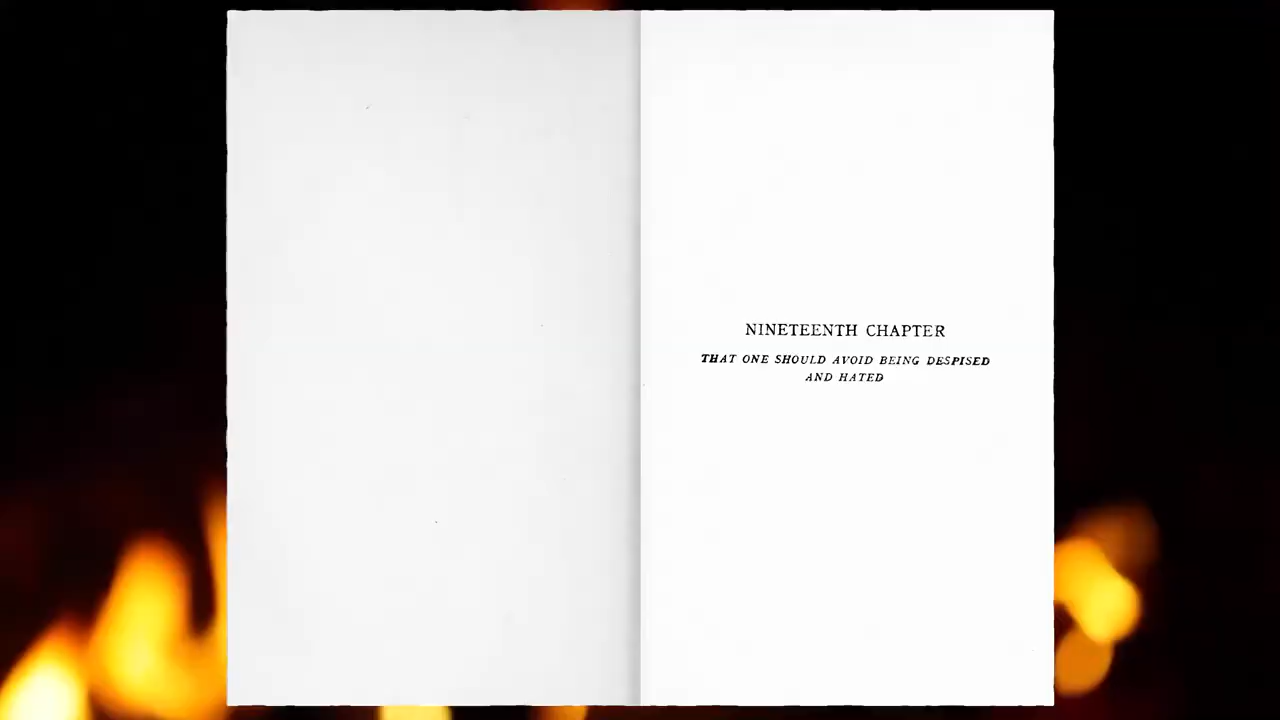 NINETEENTH CHAPTER
THAT ONE SHOULD AVOID BEING DESPISED
AND HATED